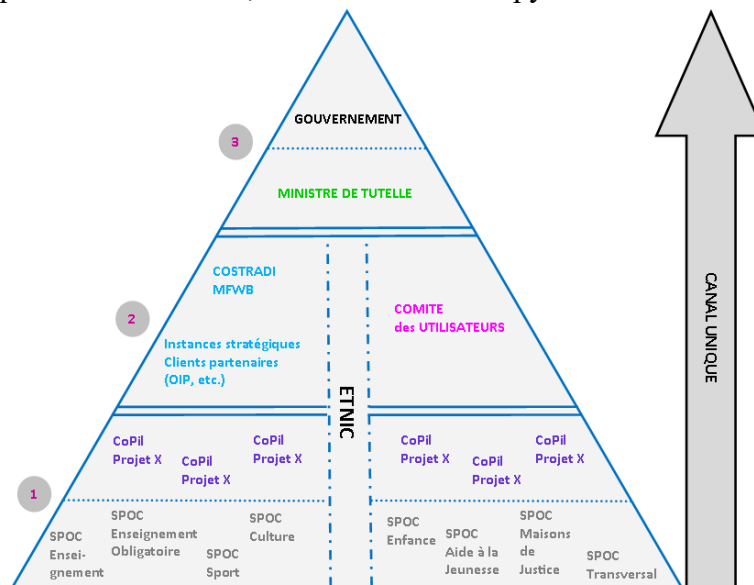 py
GOUVERNEMENT
3
MINISTRE DE TUTELLE
COSTRADI
MFWB
COMITE
des UTILISATEURS
2
Instances stratégiques
Clients partenaires
(OIP, etc.)
CANAL UNIQUE
ETNIC
CoPil
Projet X
CoPil
Projet X
CoPil
Projet X
CoPil
Projet X
CoPil
Projet X
CoPil
Projet X
1
SPOC
Ensei-
gnement
SPOC
Enseignement
Obligatoire
SPOC
Sport
SPOC
Culture
SPOC
Enfance
SPOC
Aide à la
Jeunesse
SPOC
Maisons
de
Justice
SPOC
Transversal